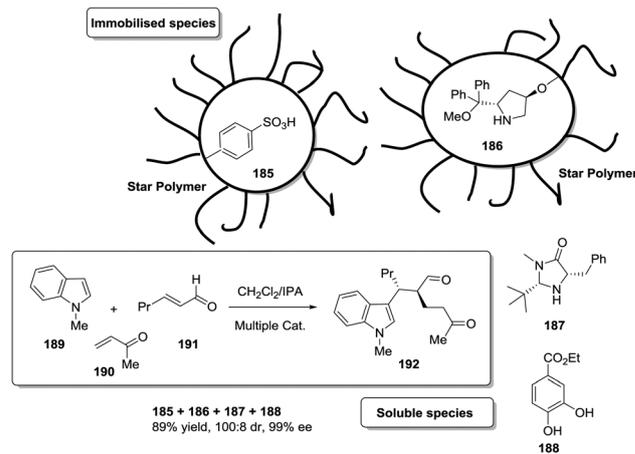 Immobilised species
SO₃H
185
Star Polymer
Ph
Ph
O
MeO
HN
186
Star Polymer
N
Me
189
+
O
Me
190
Pr
H
O
191
CH₂Cl₂/IPA
Multiple Cat.
Pr
O
N
Me
O
Me
192
O
N
Me
Ph
N
H
187
CO₂Et
OH
OH
188
185 + 186 + 187 + 188
89% yield, 100:8 dr, 99% ee
Soluble species